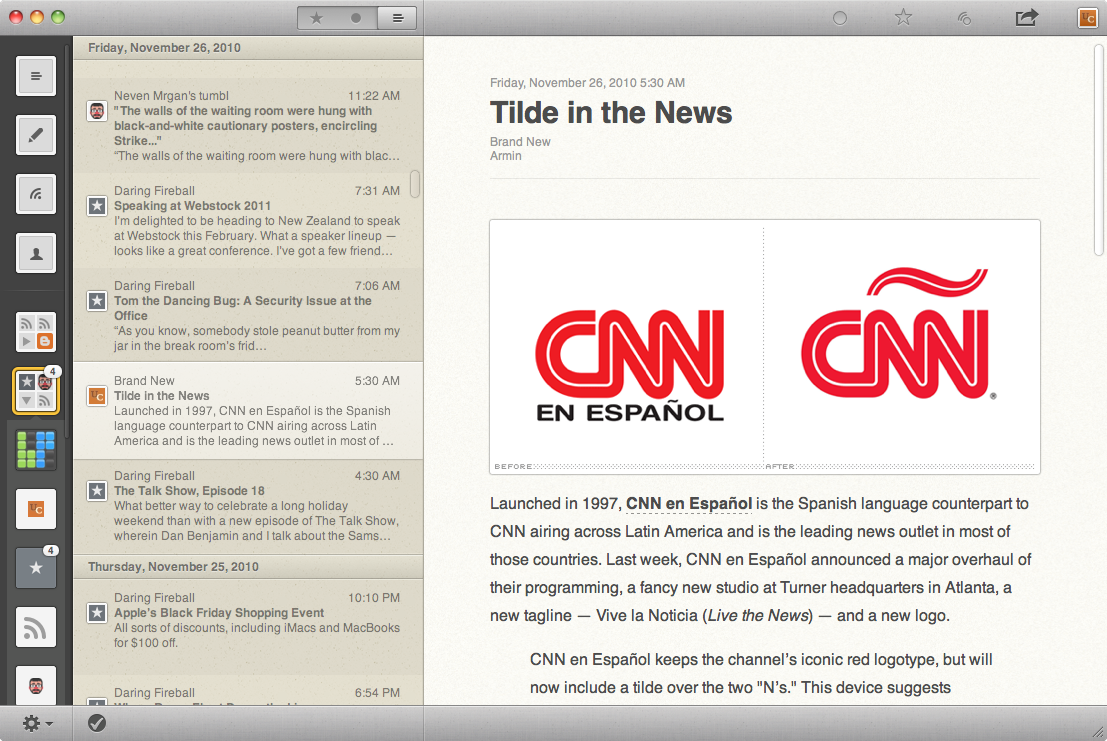 Friday, November 26, 2010
Neven Mrgan's tumbl 11:22 AM
"The walls of the waiting room were hung with
black-and-white cautionary posters, encircling
Strike..."
“The walls of the waiting room were hung with blac...
Daring Fireball 7:31 AM
Speaking at Webstock 2011
I'm delighted to be heading to New Zealand to speak
at Webstock this February. What a speaker lineup —
looks like a great conference. I've got a few friend...
Daring Fireball 7:06 AM
Tom the Dancing Bug: A Security Issue at the
Office
“As you know, somebody stole peanut butter from my
jar in the break room's frid...
Brand New 5:30 AM
Tilde in the News
Launched in 1997, CNN en Español is the Spanish
language counterpart to CNN airing across Latin
America and is the leading news outlet in most of ...
Daring Fireball 4:30 AM
The Talk Show, Episode 18
What better way to celebrate a long holiday
weekend than with a new episode of The Talk Show,
wherein Dan Benjamin and I talk about the Sams...
Thursday, November 25, 2010
Daring Fireball 10:10 PM
Apple's Black Friday Shopping Event
All sorts of discounts, including iMacs and MacBooks
for $100 off.
Daring Fireball 6:54 PM
4
UC
4
UC
Friday, November 26, 2010 5:30 AM
Tilde in the News
Brand New
Armin
CNN
EN ESPAÑOL
CNN
®
BEFORE
AFTER
Launched in 1997, CNN en Español is the Spanish language counterpart to
CNN airing across Latin America and is the leading news outlet in most of
those countries. Last week, CNN en Español announced a major overhaul of
their programming, a fancy new studio at Turner headquarters in Atlanta, a
new tagline — Vive la Noticia (Live the News) — and a new logo.
CNN en Español keeps the channel's iconic red logotype, but will
now include a tilde over the two "N's." This device suggests